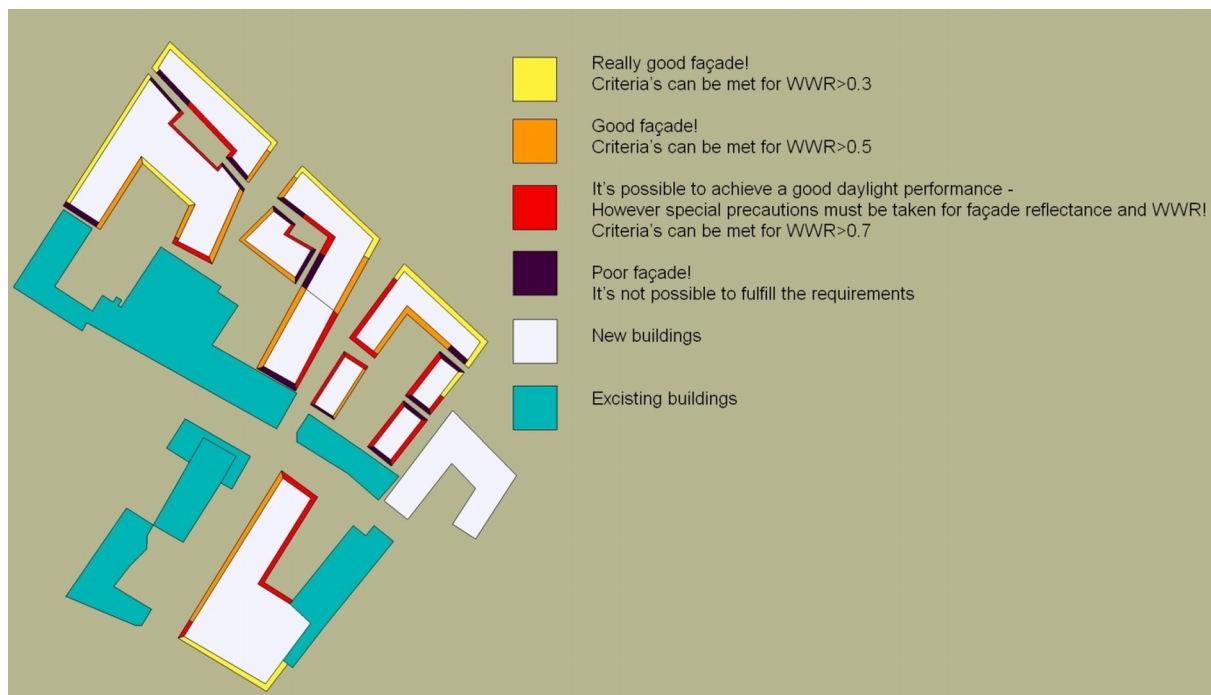 Really good façade!
Criteria's can be met for WWR>0.3
Good façade!
Criteria's can be met for WWR>0.5
It's possible to achieve a good daylight performance -
However special precautions must be taken for façade reflectance and WWR!
Criteria's can be met for WWR>0.7
Poor façade!
It's not possible to fulfill the requirements
New buildings
Excisting buildings